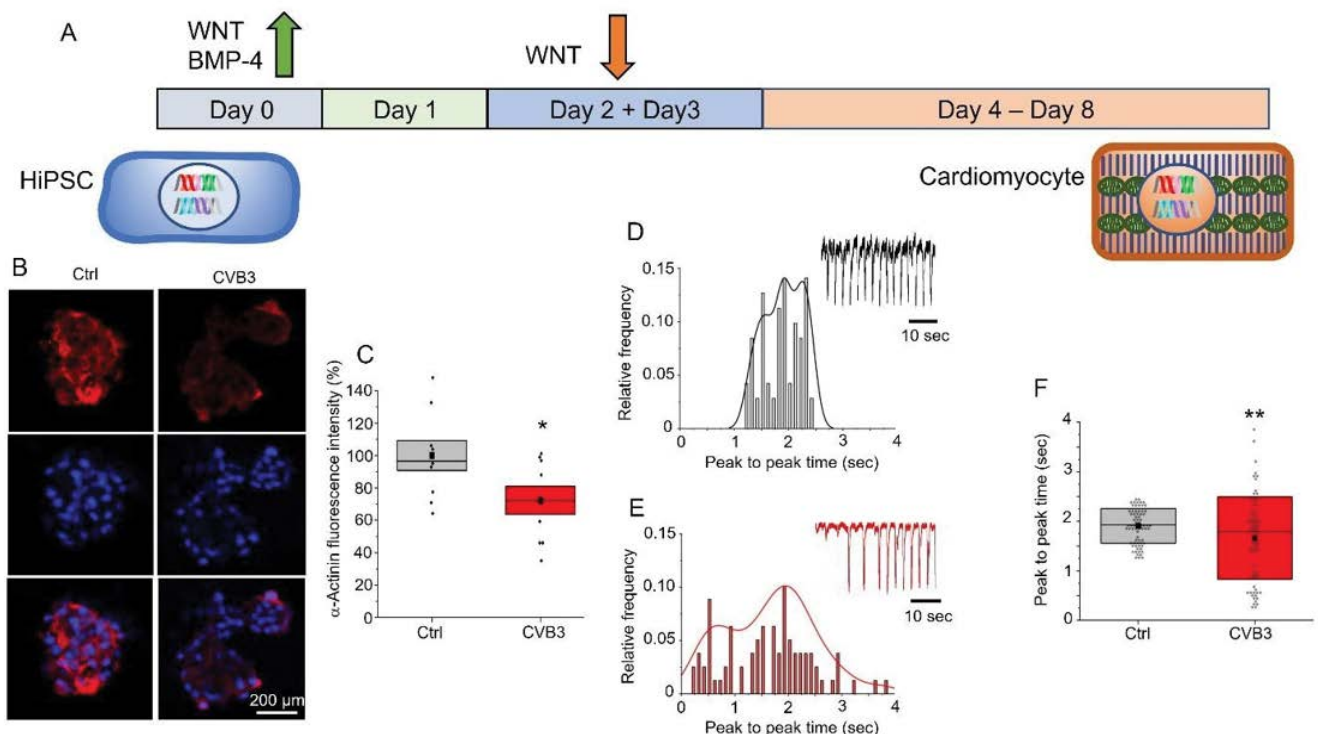 A
WNT
BMP-4
WNT
Day 0
Day 1
Day 2 + Day3
Day 4 – Day 8
HiPSC
Cardiomyocyte
B
Ctrl
CVB3
200 µm
C
α-Actinin fluorescence intensity (%)
140
120
100
80
60
40
20
0
Ctrl
CVB3
*
D
Relative frequency
0.15
0.10
0.05
0
0
1
2
3
4
Peak to peak time (sec)
10 sec
E
Relative frequency
0.15
0.10
0.05
0
0
1
2
3
4
Peak to peak time (sec)
10 sec
F
Peak to peak time (sec)
4
3
2
1
0
Ctrl
CVB3
**